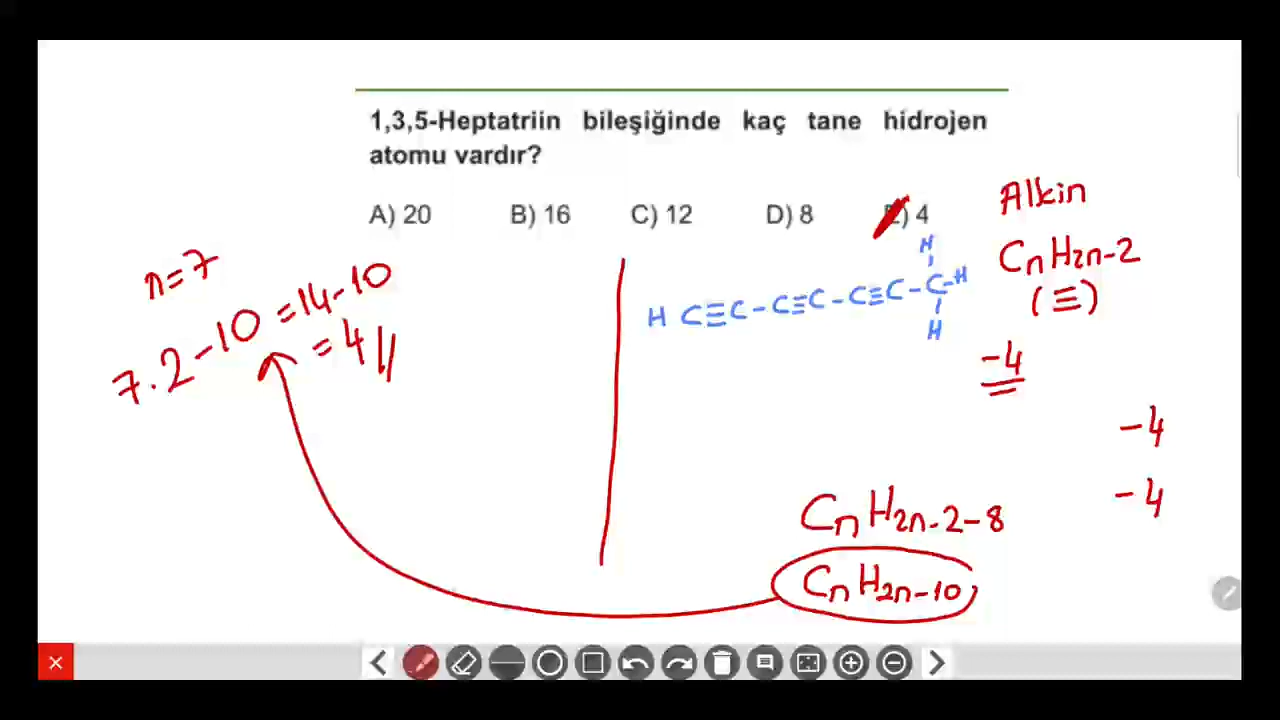 1,3,5-Heptatriin bileşiğinde kaç tane hidrojen
atomu vardır?
A) 20 B) 16 C) 12 D) 8 E) 4
Alkin
CnH2n-2
(≡)
-4
-4
-4
CnH2n-2-8
CnH2n-10
n=7
7.2-10=14-10
=4//
H
H C≡C-C≡C-C≡C-C-H
H